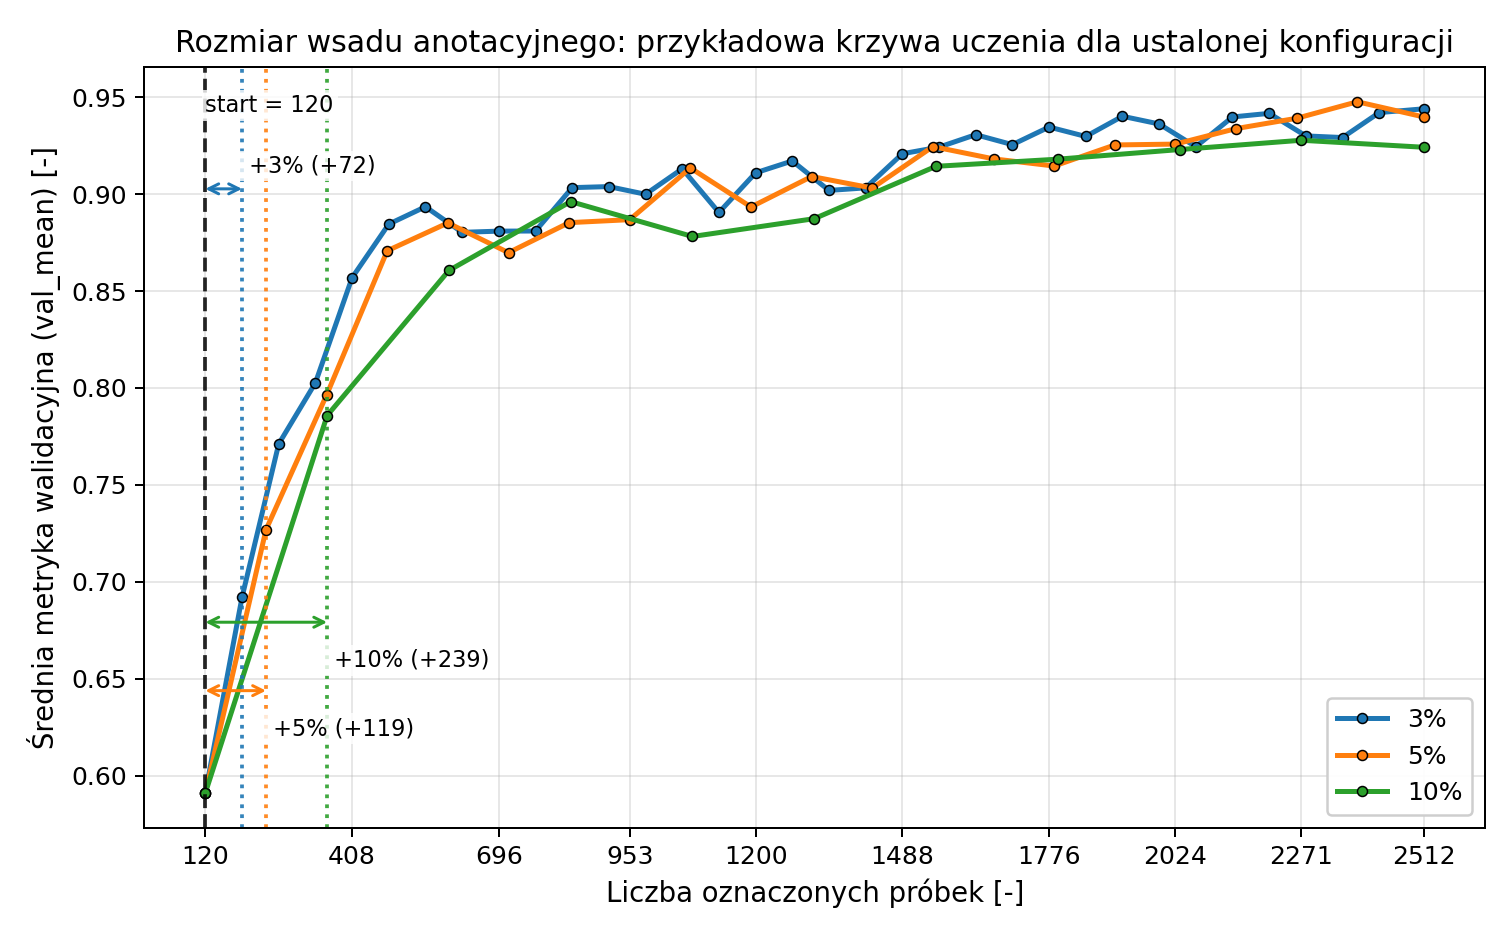 Rozmiar wsadu anotacyjnego: przykładowa krzywa uczenia dla ustalonej konfiguracji
Średnia metryka walidacyjna (val_mean) [-]
0.95
0.90
0.85
0.80
0.75
0.70
0.65
0.60
start = 120
+3% (+72)
+10% (+239)
+5% (+119)
3%
5%
10%
120 408 696 953 1200 1488 1776 2024 2271 2512
Liczba oznaczonych próbek [-]